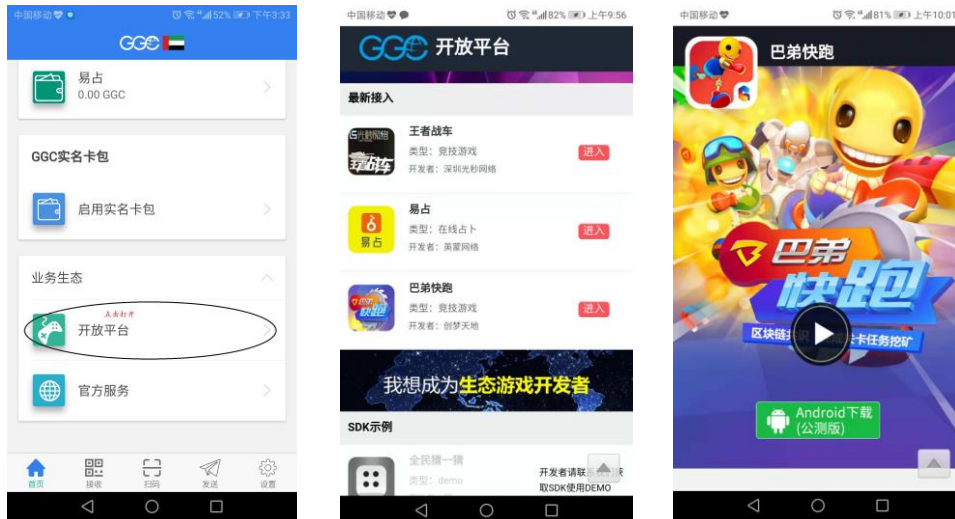 中国移动
52%
下午3:33
GGC
易占
0.00 GGC
GGC实名卡包
启用实名卡包
业务生态
点击打开
开放平台
官方服务
首页
接收
扫码
发送
设置
中国移动
82%
上午9:56
GGC 开放平台
最新接入
王者战车
类型：竞技游戏
开发者：深圳光秒网络
进入
易占
易占
类型：在线占卜
开发者：英蒙网络
进入
巴弟快跑
类型：竞技游戏
开发者：创梦天地
进入
我想成为生态游戏开发者
SDK示例
全民猜一猜
类型：demo
开发者请联
取SDK使用DEMO
中国移动
81%
上午10:01
巴弟快跑
巴弟
快跑
区块链共识
卡任务挖矿
Android下载
(公测版)